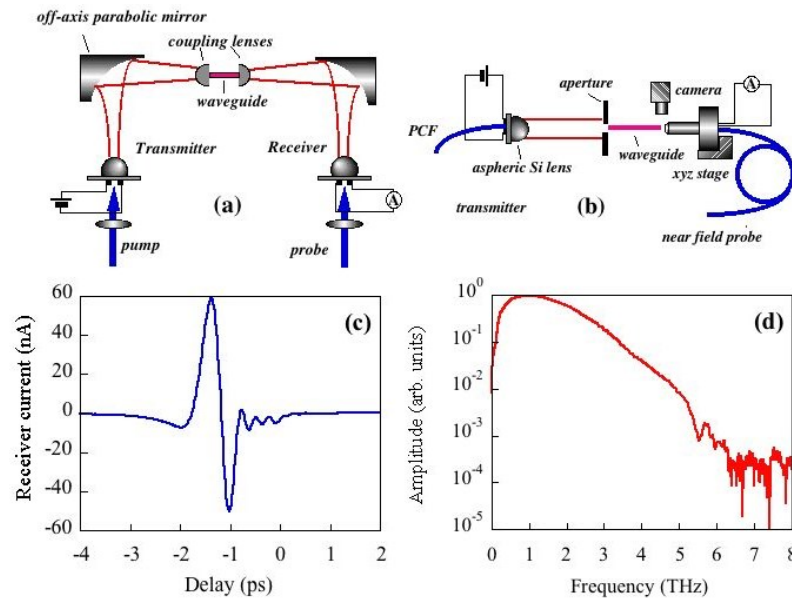 off-axis parabolic mirror
coupling lenses
waveguide
Transmitter
Receiver
(a)
A
pump
probe
aperture
camera
A
PCF
aspheric Si lens
waveguide
xyz stage
(b)
transmitter
near field probe
(c)
Receiver current (nA)
60
40
20
0
-20
-40
-60
-4 -3 -2 -1 0 1 2
Delay (ps)
(d)
Amplitude (arb. units)
10⁰
10⁻¹
10⁻²
10⁻³
10⁻⁴
10⁻⁵
0 1 2 3 4 5 6 7 8
Frequency (THz)